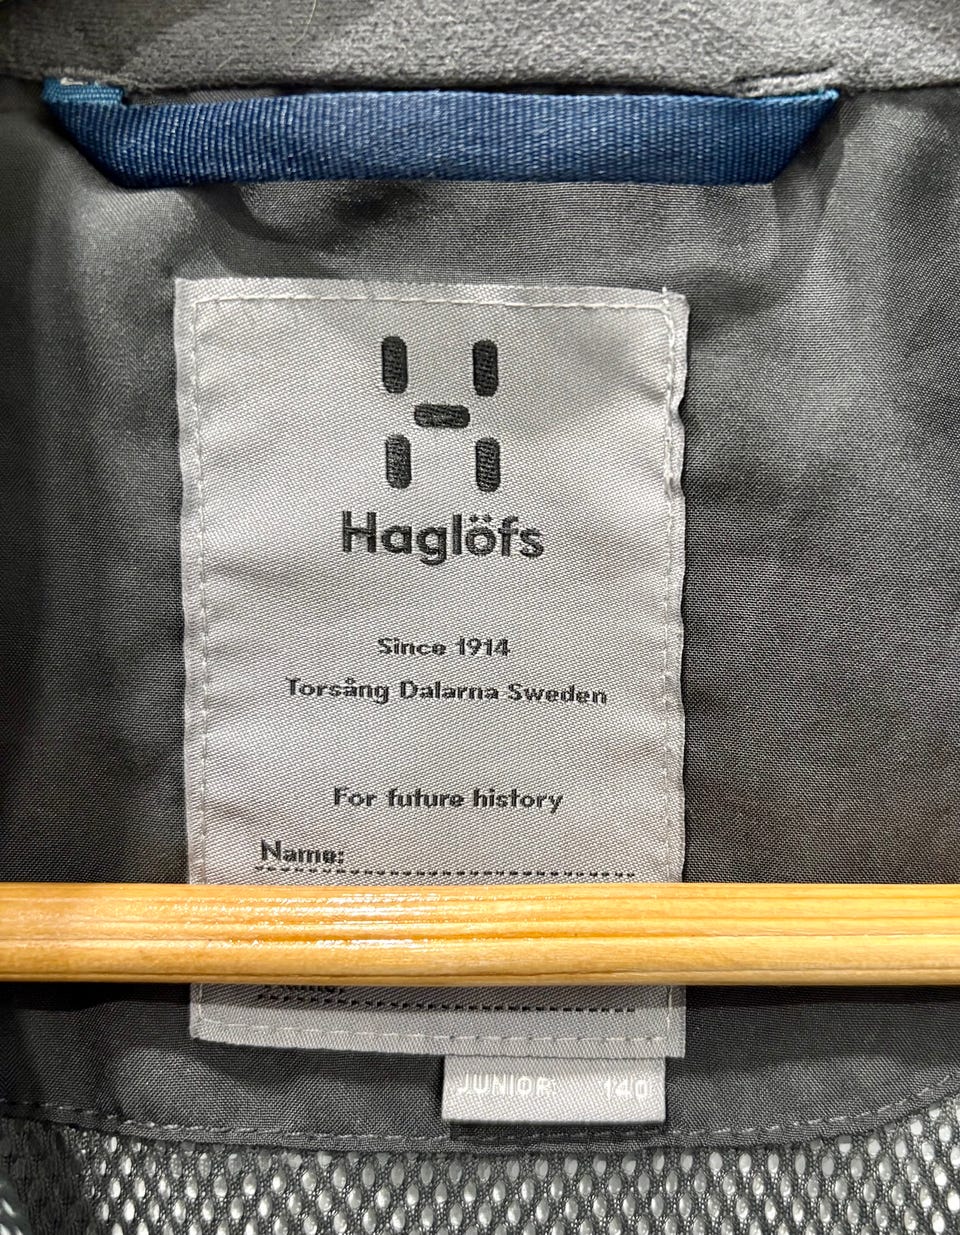 Haglöfs
Since 1914
Torsång Dalarna Sweden
For future history
Name:
JUNIOR 140